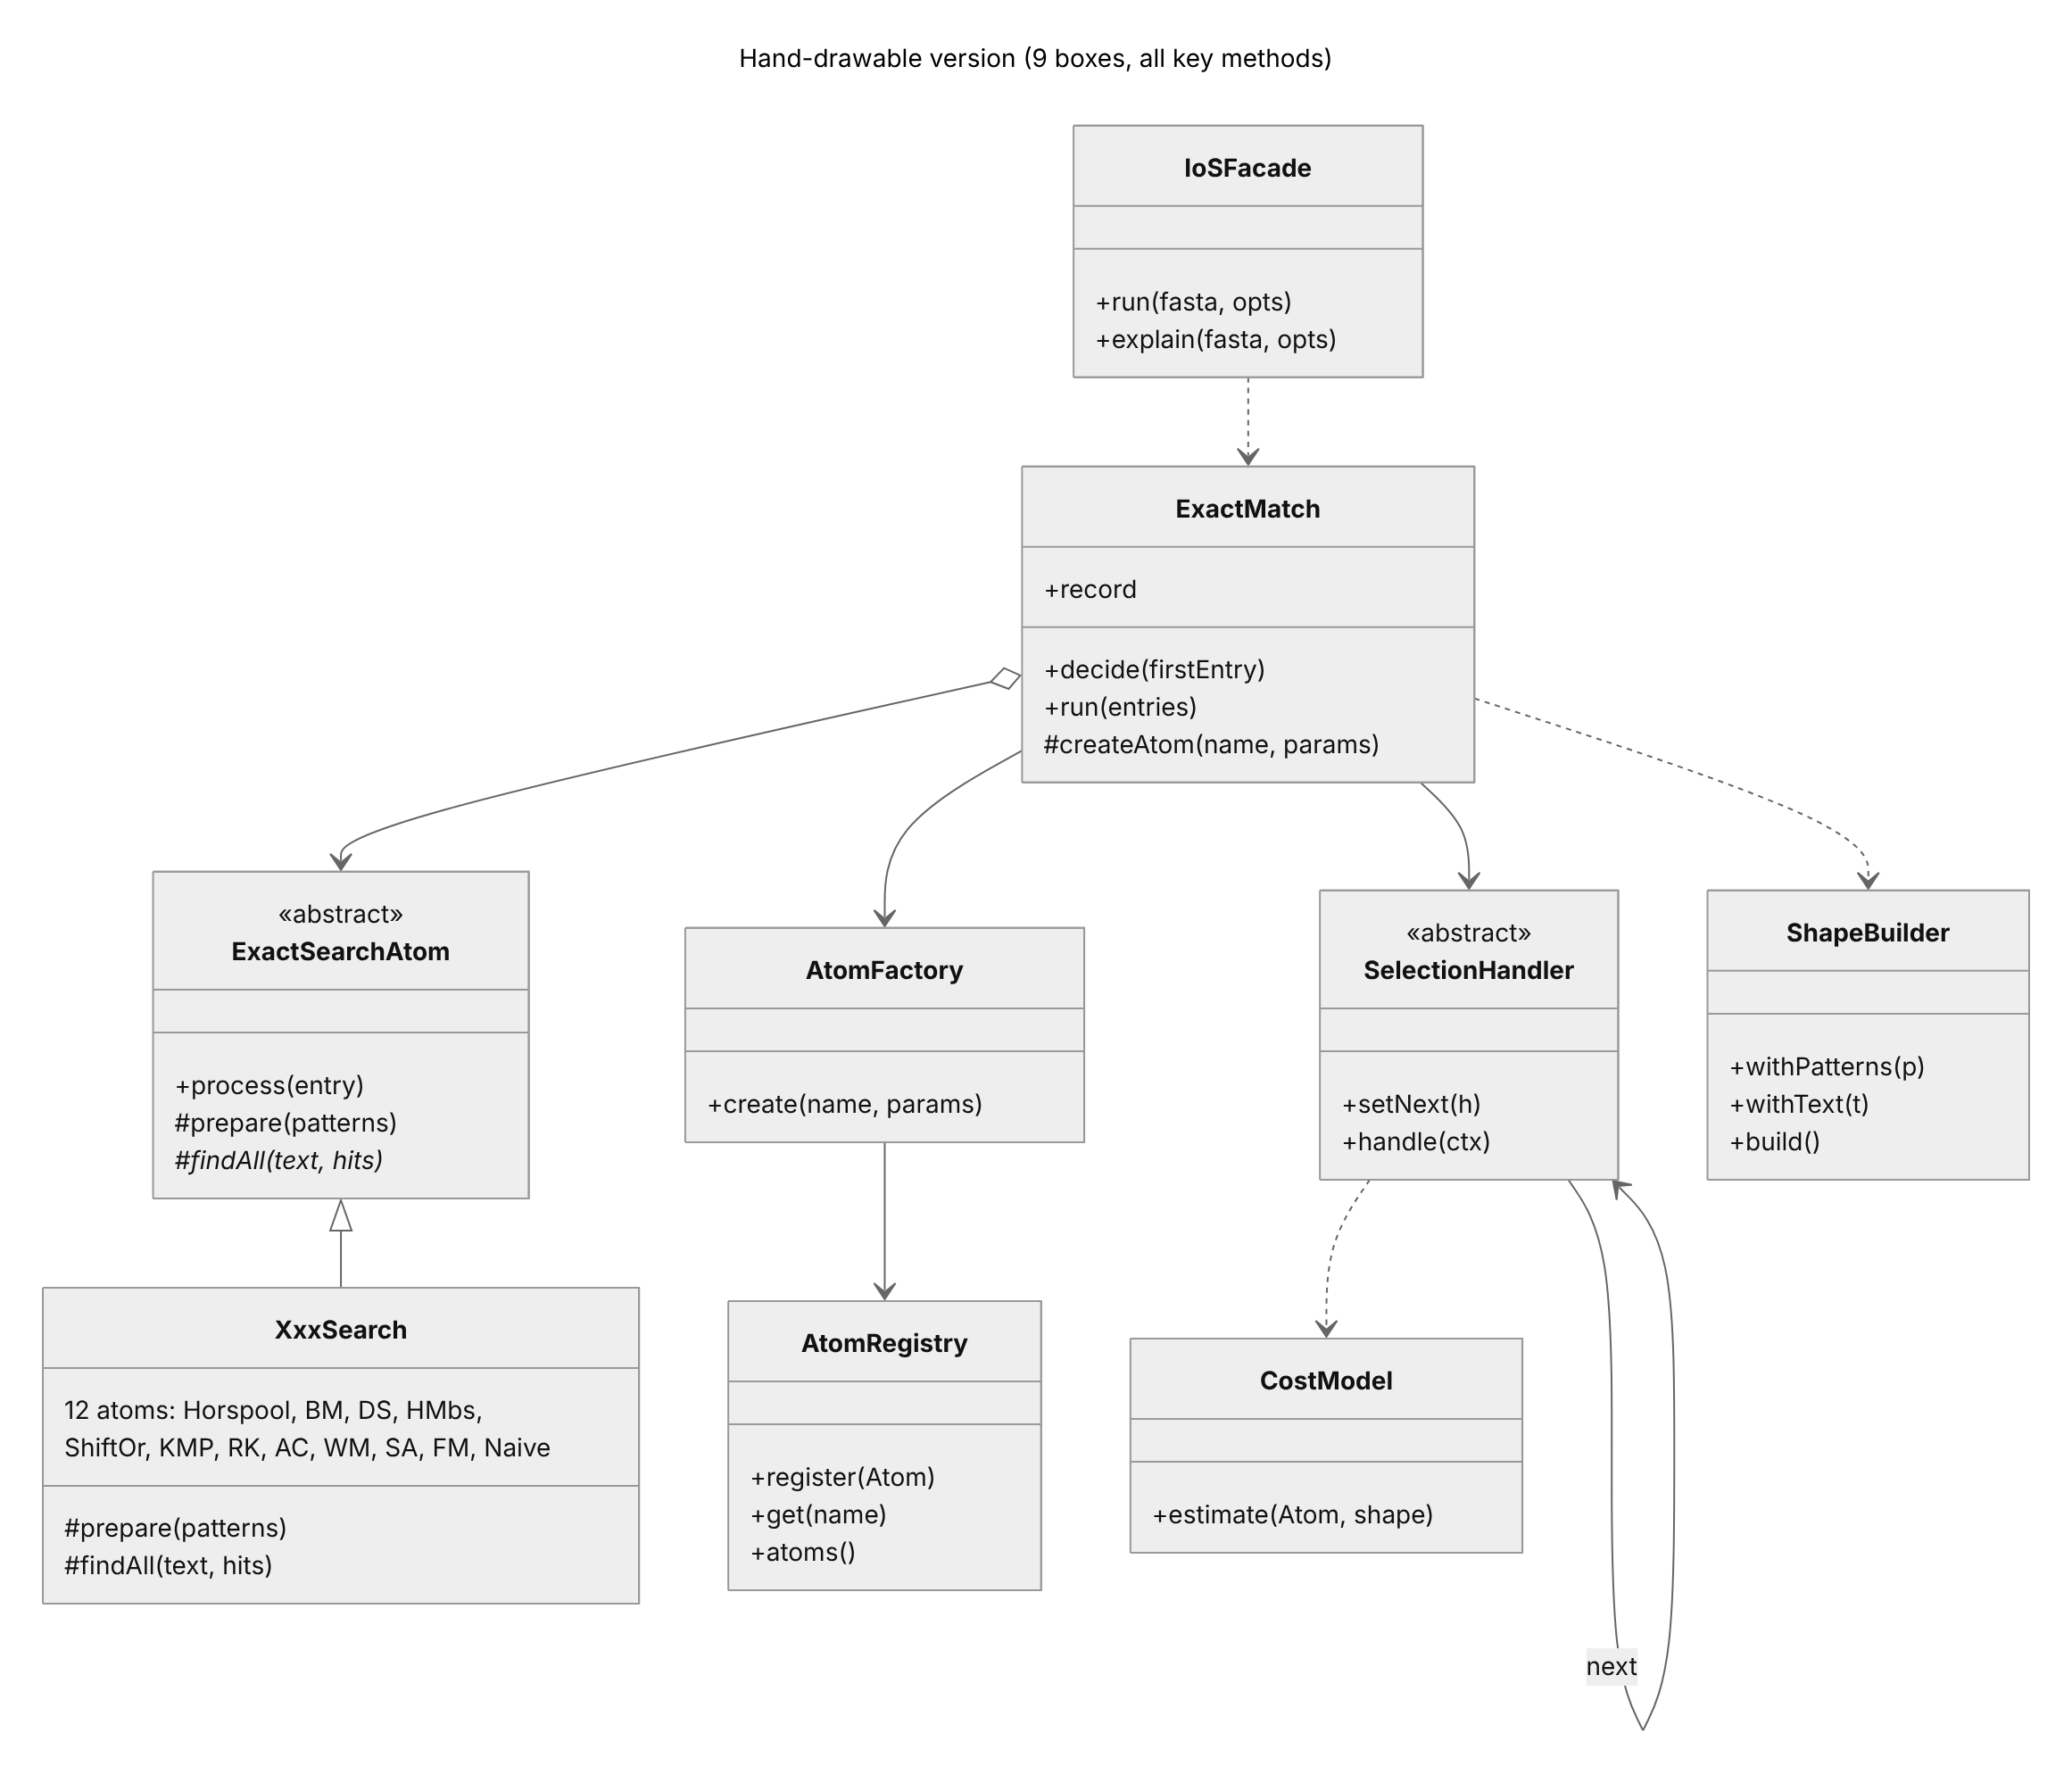 Hand-drawable version (9 boxes, all key methods)
IoSFacade
+run(fasta, opts)
+explain(fasta, opts)
ExactMatch
+record
+decide(firstEntry)
+run(entries)
#createAtom(name, params)
«abstract»
ExactSearchAtom
+process(entry)
#prepare(patterns)
#findAll(text, hits)
AtomFactory
+create(name, params)
«abstract»
SelectionHandler
+setNext(h)
+handle(ctx)
ShapeBuilder
+withPatterns(p)
+withText(t)
+build()
XxxSearch
12 atoms: Horspool, BM, DS, HMbs,
ShiftOr, KMP, RK, AC, WM, SA, FM, Naive
#prepare(patterns)
#findAll(text, hits)
AtomRegistry
+register(Atom)
+get(name)
+atoms()
CostModel
+estimate(Atom, shape)
next